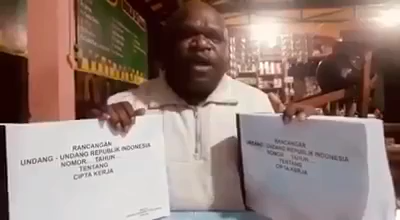 RANCANGAN
UNDANG - UNDANG REPUBLIK INDONESIA
NOMOR... TAHUN...
TENTANG
CIPTA KERJA
RANCANGAN
UNDANG - UNDANG REPUBLIK INDONESIA
NOMOR... TAHUN...
TENTANG
CIPTA KERJA